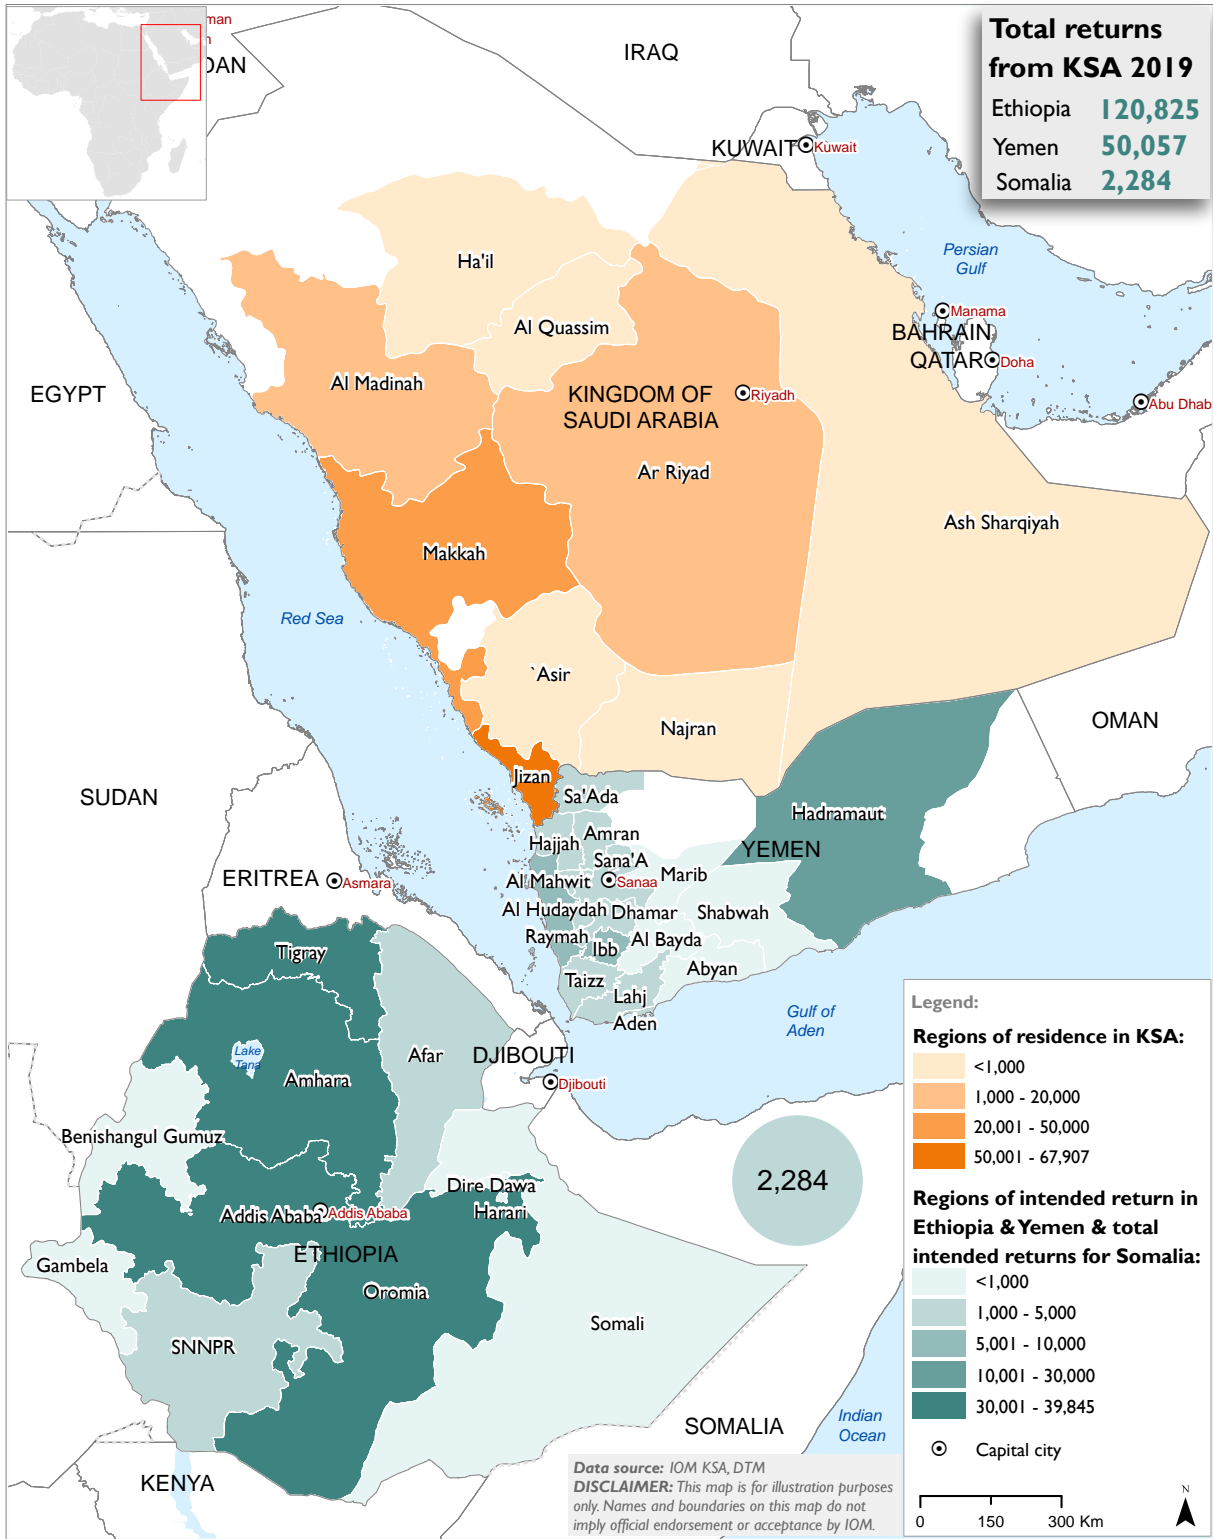 man
n
DAN
IRAQ
Total returns
from KSA 2019
Ethiopia 120,825
Yemen 50,057
Somalia 2,284
KUWAIT
Kuwait
Persian
Gulf
Ha'il
Al Quassim
Manama
BAHRAIN
QATAR
Doha
Al Madinah
EGYPT
KINGDOM OF
SAUDI ARABIA
Riyadh
Abu Dhab
Ar Riyad
Ash Sharqiyah
Makkah
Red Sea
`Asir
Najran
OMAN
Jizan
SUDAN
Sa'Ada
Hadramaut
Amran
Hajjah
YEMEN
Sana'A
Marib
ERITREA
Asmara
Al Mahwit
Sanaa
Al Hudaydah
Dhamar
Shabwah
Raymah
Ibb
Al Bayda
Tigray
Abyan
Taizz
Lahj
Aden
Gulf of
Aden
Lake
Tana
Afar
DJIBOUTI
Djibouti
Amhara
Benishangul Gumuz
2,284
Dire Dawa
Harari
Addis Ababa
Addis Ababa
ETHIOPIA
Gambela
Oromia
Somali
SNNPR
SOMALIA
Indian
Ocean
KENYA
Legend:
Regions of residence in KSA:
<1,000
1,000 - 20,000
20,001 - 50,000
50,001 - 67,907
Regions of intended return in
Ethiopia & Yemen & total
intended returns for Somalia:
<1,000
1,000 - 5,000
5,001 - 10,000
10,001 - 30,000
30,001 - 39,845
Capital city
Data source: IOM KSA, DTM
DISCLAIMER: This map is for illustration purposes
only. Names and boundaries on this map do not
imply official endorsement or acceptance by IOM.
0 150 300 Km
N